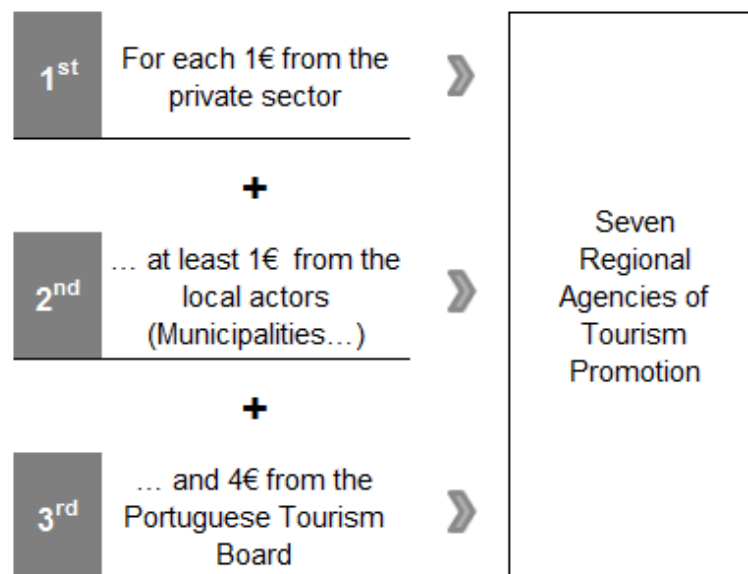 1st
For each 1€ from the
private sector
+
2nd
… at least 1€ from the
local actors
(Municipalities…)
+
3rd
… and 4€ from the
Portuguese Tourism
Board
Seven
Regional
Agencies of
Tourism
Promotion